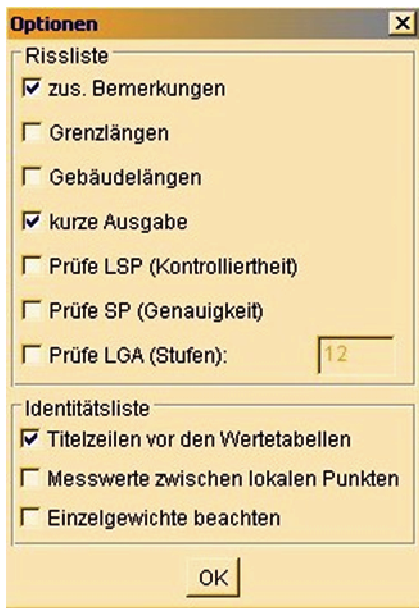 Optionen
Rissliste
zus. Bemerkungen
Grenzlängen
Gebäudelängen
kurze Ausgabe
Prüfe LSP (Kontrolliertheit)
Prüfe SP (Genauigkeit)
Prüfe LGA (Stufen): 12
Identitätsliste
Titelzeilen vor den Wertetabellen
Messwerte zwischen lokalen Punkten
Einzelgewichte beachten
OK